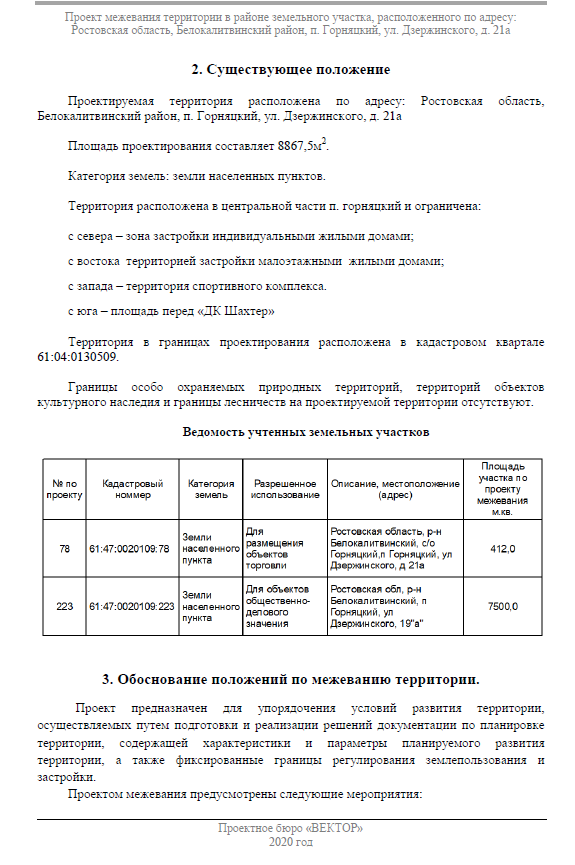 Проект межевания территории в районе земельного участка, расположенного по адресу:
Ростовская область, Белокалитвинский район, п. Горняцкий, ул. Дзержинского, д. 21а
2. Существующее положение
Проектируемая территория расположена по адресу: Ростовская область,
Белокалитвинский район, п. Горняцкий, ул. Дзержинского, д. 21а
Площадь проектирования составляет 8867,5м².
Категория земель: земли населенных пунктов.
Территория расположена в центральной части п. горняцкий и ограничена:
с севера – зона застройки индивидуальными жилыми домами;
с востока территорией застройки малоэтажными жилыми домами;
с запада – территория спортивного комплекса.
с юга – площадь перед «ДК Шахтер»
Территория в границах проектирования расположена в кадастровом квартале
61:04:0130509.
Границы особо охраняемых природных территорий, территорий объектов
культурного наследия и границы лесничеств на проектируемой территории отсутствуют.
Ведомость учтенных земельных участков
№ по проекту | Кадастровый номмер | Категория земель | Разрешенное использование | Описание, местоположение (адрес) | Площадь участка по проекту межевания м.кв.
78 | 61:47:0020109:78 | Земли населенного пункта | Для размещения объектов торговли | Ростовская область, р-н Белокалитвинский, с/о Горняцкий,п Горняцкий, ул Дзержинского, д 21а | 412,0
223 | 61:47:0020109:223 | Земли населенного пункта | Для объектов общественно-делового значения | Ростовская обл, р-н Белокалитвинский, п Горняцкий, ул Дзержинского, 19"а" | 7500,0
3. Обоснование положений по межеванию территории.
Проект предназначен для упорядочения условий развития территории,
осуществляемых путем подготовки и реализации решений документации по планировке
территории, содержащей характеристики и параметры планируемого развития
территории, а также фиксированные границы регулирования землепользования и
застройки.
Проектом межевания предусмотрены следующие мероприятия:
Проектное бюро «ВЕКТОР»
2020 год